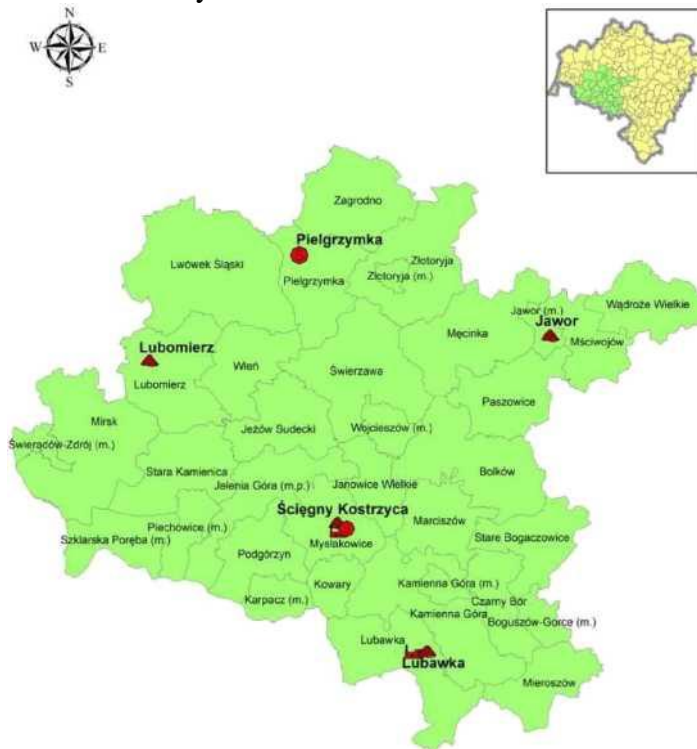 N
W E
S
Zagrodno
Pielgrzymka
Lwówek Śląski
Złotoryja
Pielgrzymka
Złotoryja (m.)
Wądroże Wielkie
Jawor (m.)
Jawor
Męcinka
Mściwojów
Lubomierz
Wleń
Świerzawa
Lubomierz
Paszowice
Mirsk
Jeżów Sudecki
Wojcieszów (m.)
Świeradów-Zdrój (m.)
Stara Kamienica
Bolków
Jelenia Góra (m.p.)
Janowice Wielkie
Ścięgny Kostrzyca
Marciszów
Piechowice (m.)
Szklarska Poręba (m.)
Mysłakowice
Stare Bogaczowice
Podgórzyn
Kowary
Kamienna Góra (m.)
Karpacz (m.)
Czarny Bór
Kamienna Góra
Boguszów-Gorce (m.)
Lubawka
Lubawka
Mieroszów